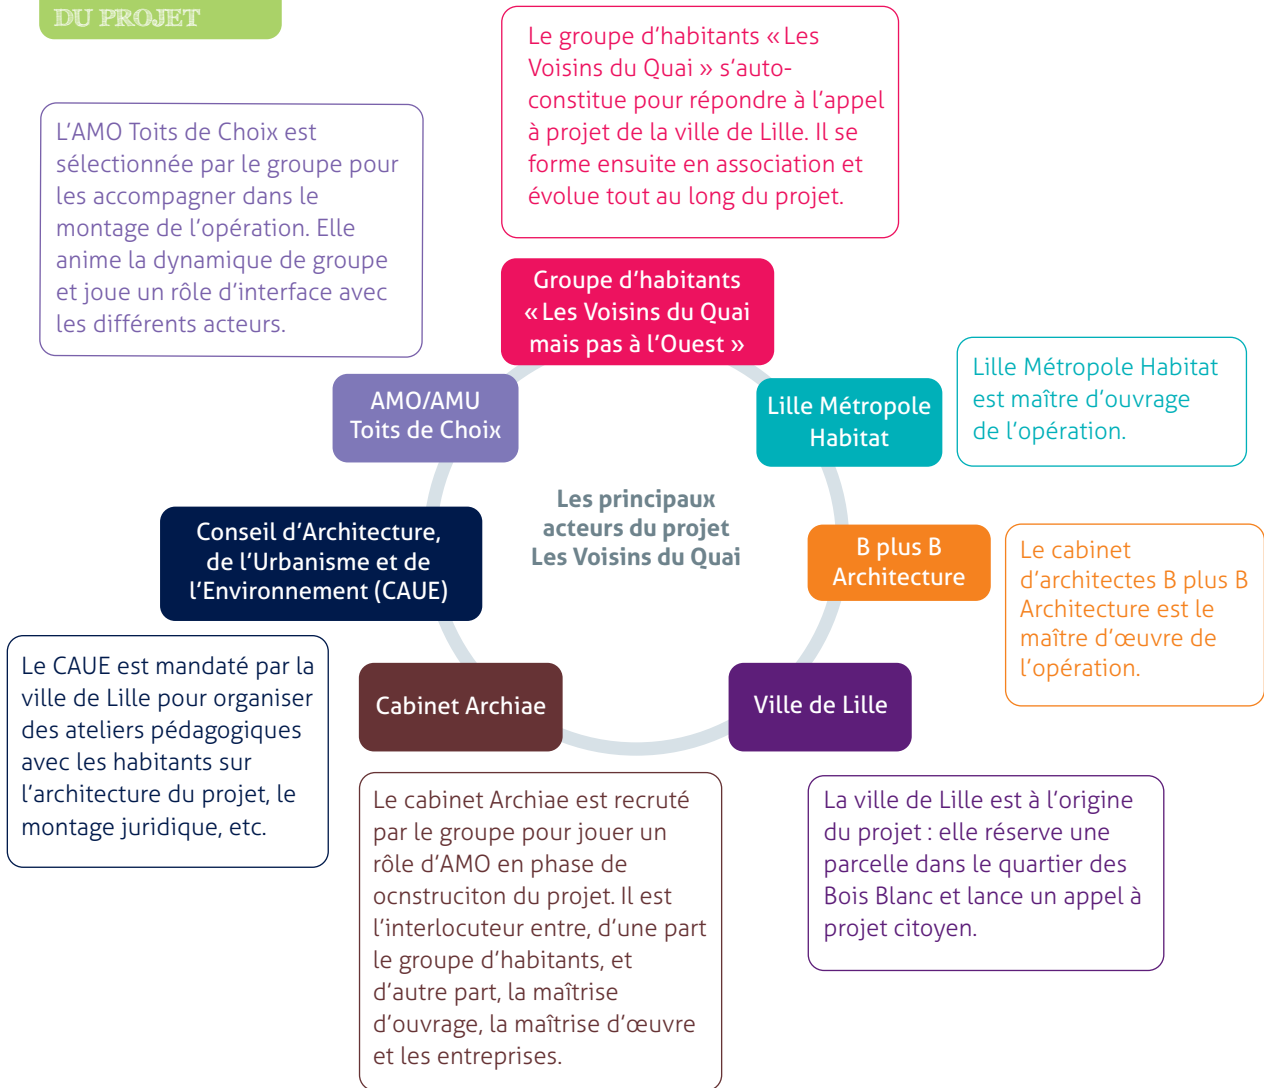 DU PROJET
Le groupe d’habitants « Les
Voisins du Quai » s’auto-
constitue pour répondre à l’appel
à projet de la ville de Lille. Il se
forme ensuite en association et
évolue tout au long du projet.
L’AMO Toits de Choix est
sélectionnée par le groupe pour
les accompagner dans le
montage de l’opération. Elle
anime la dynamique de groupe
et joue un rôle d’interface avec
les différents acteurs.
Groupe d’habitants
« Les Voisins du Quai
mais pas à l’Ouest »
AMO/AMU
Toits de Choix
Lille Métropole
Habitat
Lille Métropole Habitat
est maître d’ouvrage
de l’opération.
Les principaux
acteurs du projet
Les Voisins du Quai
Conseil d’Architecture,
de l’Urbanisme et de
l’Environnement (CAUE)
B plus B
Architecture
Le cabinet
d’architectes B plus B
Architecture est le
maître d’œuvre de
l’opération.
Le CAUE est mandaté par la
ville de Lille pour organiser
des ateliers pédagogiques
avec les habitants sur
l’architecture du projet, le
montage juridique, etc.
Cabinet Archiae
Ville de Lille
Le cabinet Archiae est recruté
par le groupe pour jouer un
rôle d’AMO en phase de
ocnstruciton du projet. Il est
l’interlocuteur entre, d’une part
le groupe d’habitants, et
d’autre part, la maîtrise
d’ouvrage, la maîtrise d’œuvre
et les entreprises.
La ville de Lille est à l’origine
du projet : elle réserve une
parcelle dans le quartier des
Bois Blanc et lance un appel à
projet citoyen.